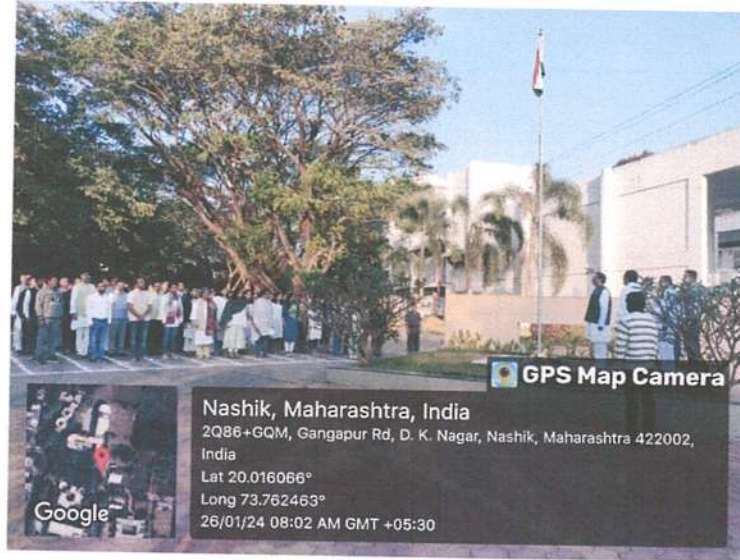 GPS Map Camera
Nashik, Maharashtra, India
2Q86+GQM, Gangapur Rd, D. K. Nagar, Nashik, Maharashtra 422002,
India
Lat 20.016066°
Long 73.762463°
26/01/24 08:02 AM GMT +05:30
Google